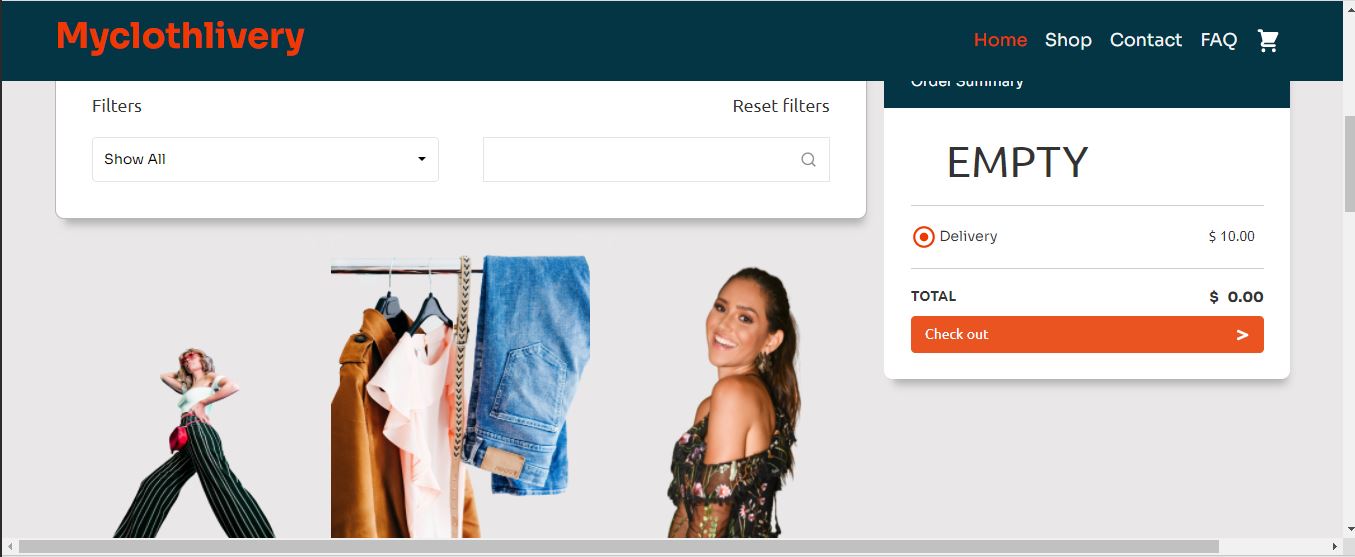 Myclothlivery
Home Shop Contact FAQ
Filters
Reset filters
Show All
Order Summary
EMPTY
Delivery $ 10.00
TOTAL $ 0.00
Check out >